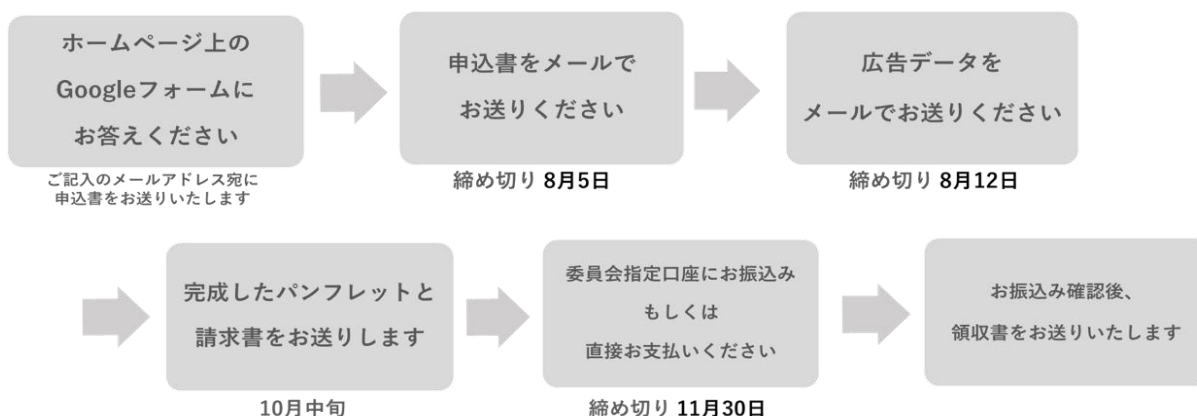 ホームページ上の
Googleフォームに
お答えください
ご記入のメールアドレス宛に
申込書をお送りいたします
申込書をメールで
お送りください
締め切り 8月5日
広告データを
メールでお送りください
締め切り 8月12日
完成したパンフレットと
請求書をお送りします
10月中旬
委員会指定口座にお振込み
もしくは
直接お支払いください
締め切り 11月30日
お振込み確認後、
領収書をお送りいたします